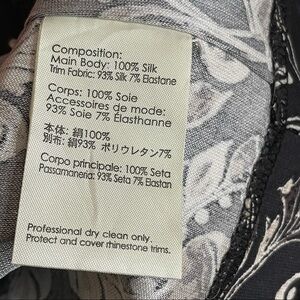 Composition:
Main Body: 100% Silk
Trim Fabric: 93% Silk 7% Elastane
Corps: 100% Soie
Accessoires de mode:
93% Soie 7% Élasthanne
本体: 絹100%
別布: 絹93% ポリウレタン7%
Corpo principale: 100% Seta
Passamaneria: 93% Seta 7% Elastan
Professional dry clean only.
Protect and cover rhinestone trims.